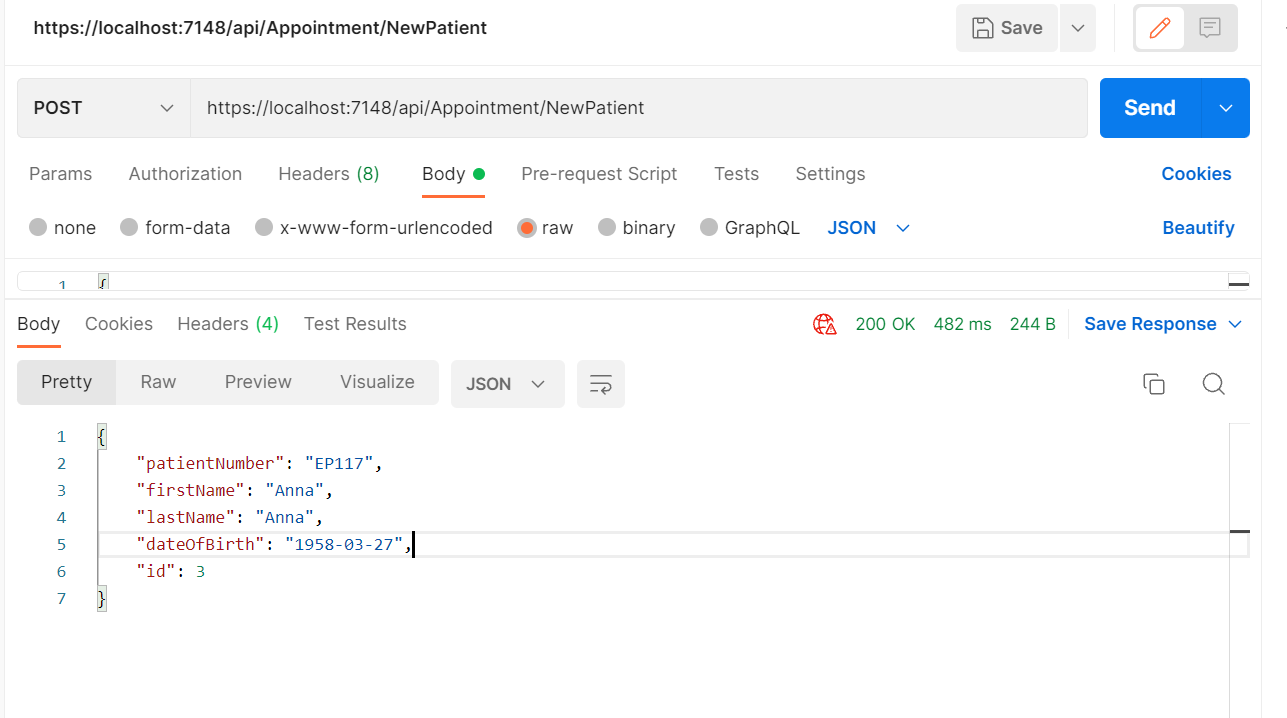 https://localhost:7148/api/Appointment/NewPatient Save
POST https://localhost:7148/api/Appointment/NewPatient Send
Params Authorization Headers (8) Body Pre-request Script Tests Settings Cookies
none form-data x-www-form-urlencoded raw binary GraphQL JSON Beautify
1 {
Body Cookies Headers (4) Test Results 200 OK 482 ms 244 B Save Response
Pretty Raw Preview Visualize JSON
1 {
2 "patientNumber": "EP117",
3 "firstName": "Anna",
4 "lastName": "Anna",
5 "dateOfBirth": "1958-03-27",
6 "id": 3
7 }